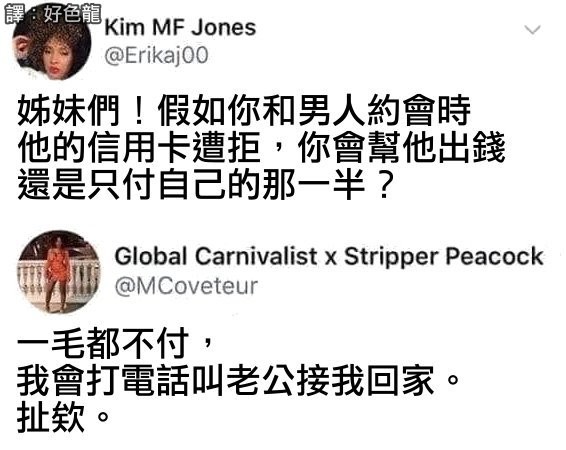 譯：好色龍
Kim MF Jones
@Erikaj00
姊妹們！假如你和男人約會時
他的信用卡遭拒，你會幫他出錢
還是只付自己的那一半？
Global Carnivalist x Stripper Peacock
@MCoveteur
一毛都不付，
我會打電話叫老公接我回家。
扯欸。